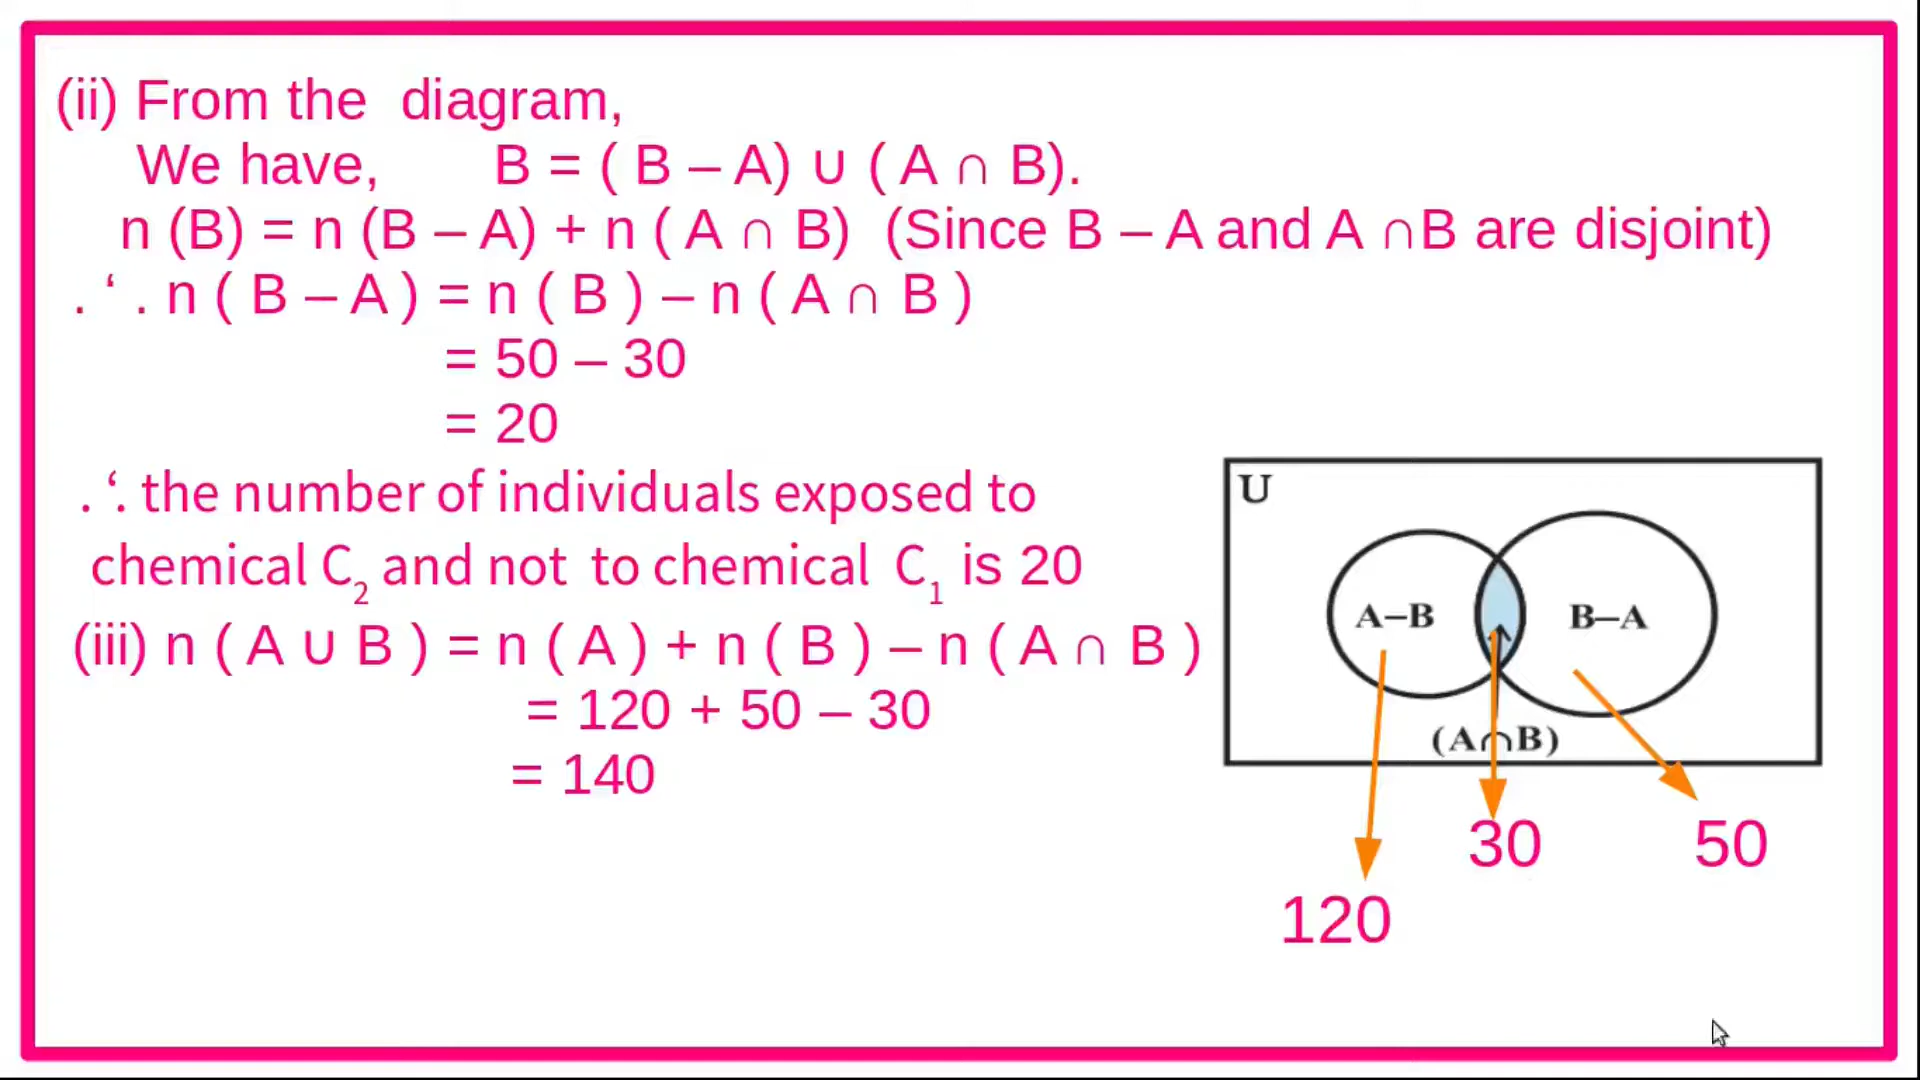 (ii) From the diagram,
We have, B = ( B – A) ∪ ( A ∩ B).
n (B) = n (B – A) + n ( A ∩ B) (Since B – A and A ∩B are disjoint)
. ‘ . n ( B – A ) = n ( B ) – n ( A ∩ B )
= 50 – 30
= 20
. ‘. the number of individuals exposed to
chemical C₂ and not to chemical C₁ is 20
(iii) n ( A ∪ B ) = n ( A ) + n ( B ) – n ( A ∩ B )
= 120 + 50 – 30
= 140
U
A–B
B–A
(A∩B)
30
50
120